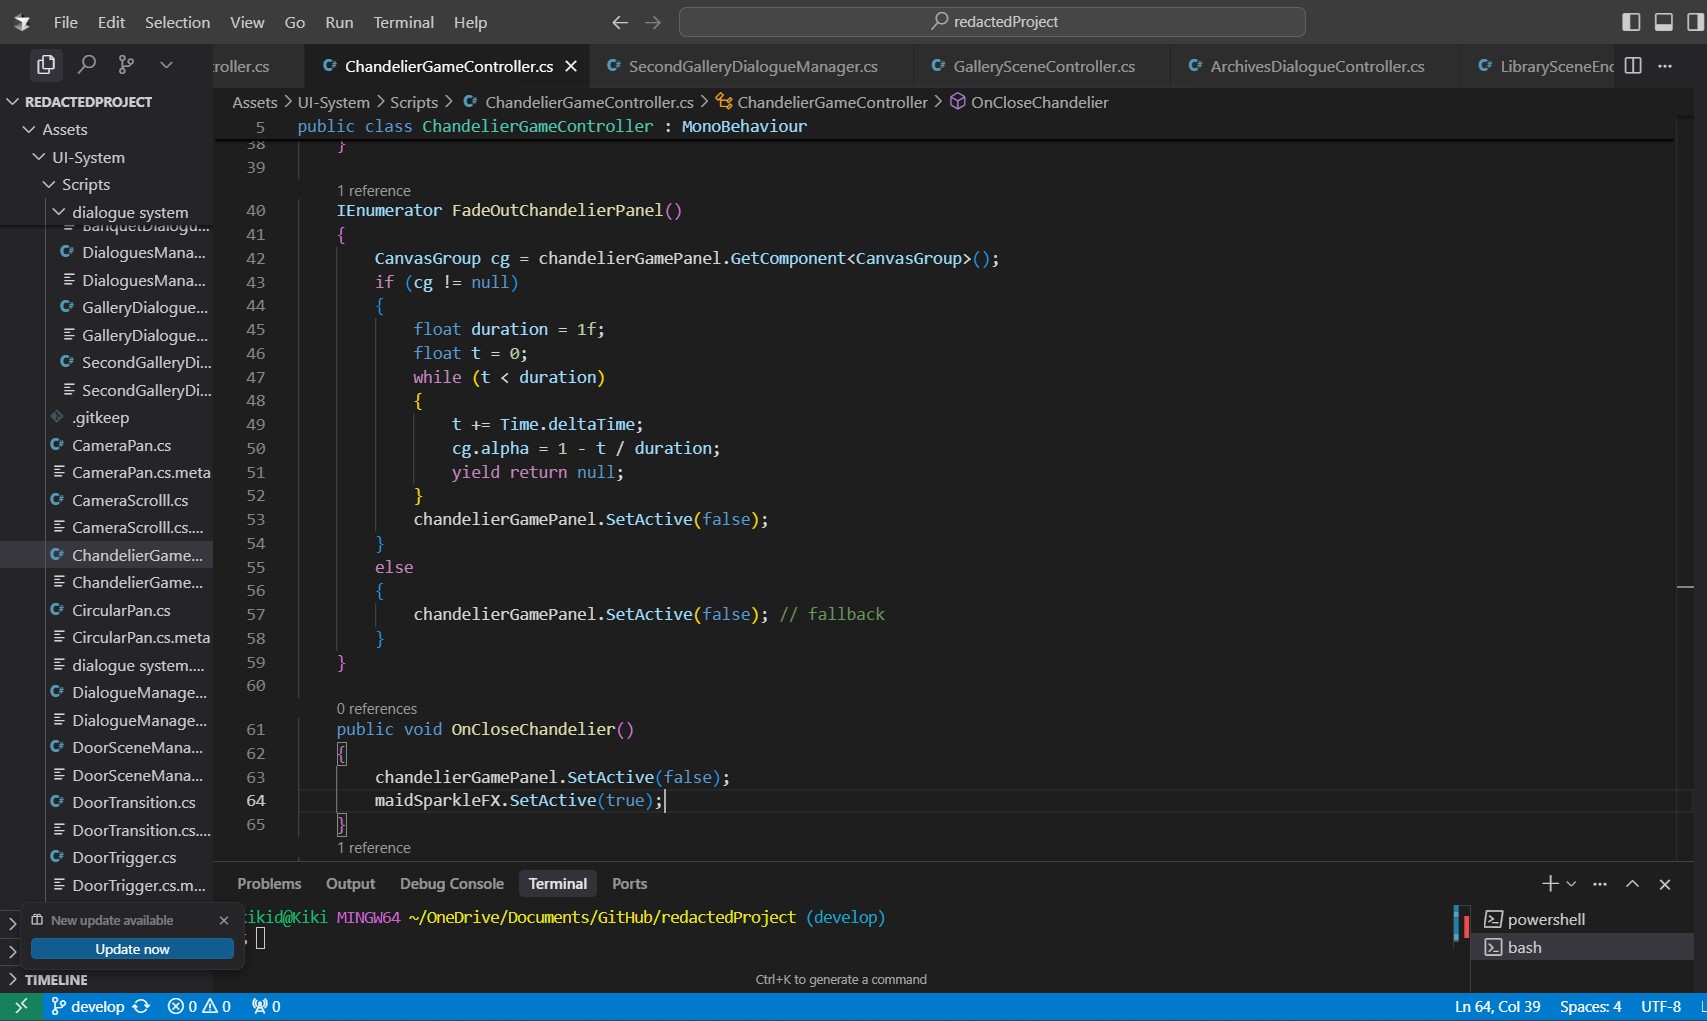 File Edit Selection View Go Run Terminal Help
redactedProject
roller.cs
ChandelierGameController.cs
SecondGalleryDialogueManager.cs
GallerySceneController.cs
ArchivesDialogueController.cs
LibrarySceneEnd
REDACTEDPROJECT
Assets
UI-System
Scripts
dialogue system
BanquetDialogu...
DialoguesMana...
DialoguesMana...
GalleryDialogue...
GalleryDialogue...
SecondGalleryDi...
SecondGalleryDi...
.gitkeep
CameraPan.cs
CameraPan.cs.meta
CameraScrolll.cs
CameraScrolll.cs....
ChandelierGame...
ChandelierGame...
CircularPan.cs
CircularPan.cs.meta
dialogue system....
DialogueManage...
DialogueManage...
DoorSceneMana...
DoorSceneMana...
DoorTransition.cs
DoorTransition.cs....
DoorTrigger.cs
DoorTrigger.cs.m...
New update available
Update now
TIMELINE
Assets > UI-System > Scripts > ChandelierGameController.cs > ChandelierGameController > OnCloseChandelier
5 public class ChandelierGameController : MonoBehaviour
38 }
39
1 reference
40 IEnumerator FadeOutChandelierPanel()
41 {
42 CanvasGroup cg = chandelierGamePanel.GetComponent<CanvasGroup>();
43 if (cg != null)
44 {
45 float duration = 1f;
46 float t = 0;
47 while (t < duration)
48 {
49 t += Time.deltaTime;
50 cg.alpha = 1 - t / duration;
51 yield return null;
52 }
53 chandelierGamePanel.SetActive(false);
54 }
55 else
56 {
57 chandelierGamePanel.SetActive(false); // fallback
58 }
59 }
60
0 references
61 public void OnCloseChandelier()
62 {
63 chandelierGamePanel.SetActive(false);
64 maidSparkleFX.SetActive(true);
65 }
1 reference
Problems Output Debug Console Terminal Ports
kikid@Kiki MINGW64 ~/OneDrive/Documents/GitHub/redactedProject (develop)
Ctrl+K to generate a command
powershell
bash
develop 0 0 0
Ln 64, Col 39 Spaces: 4 UTF-8